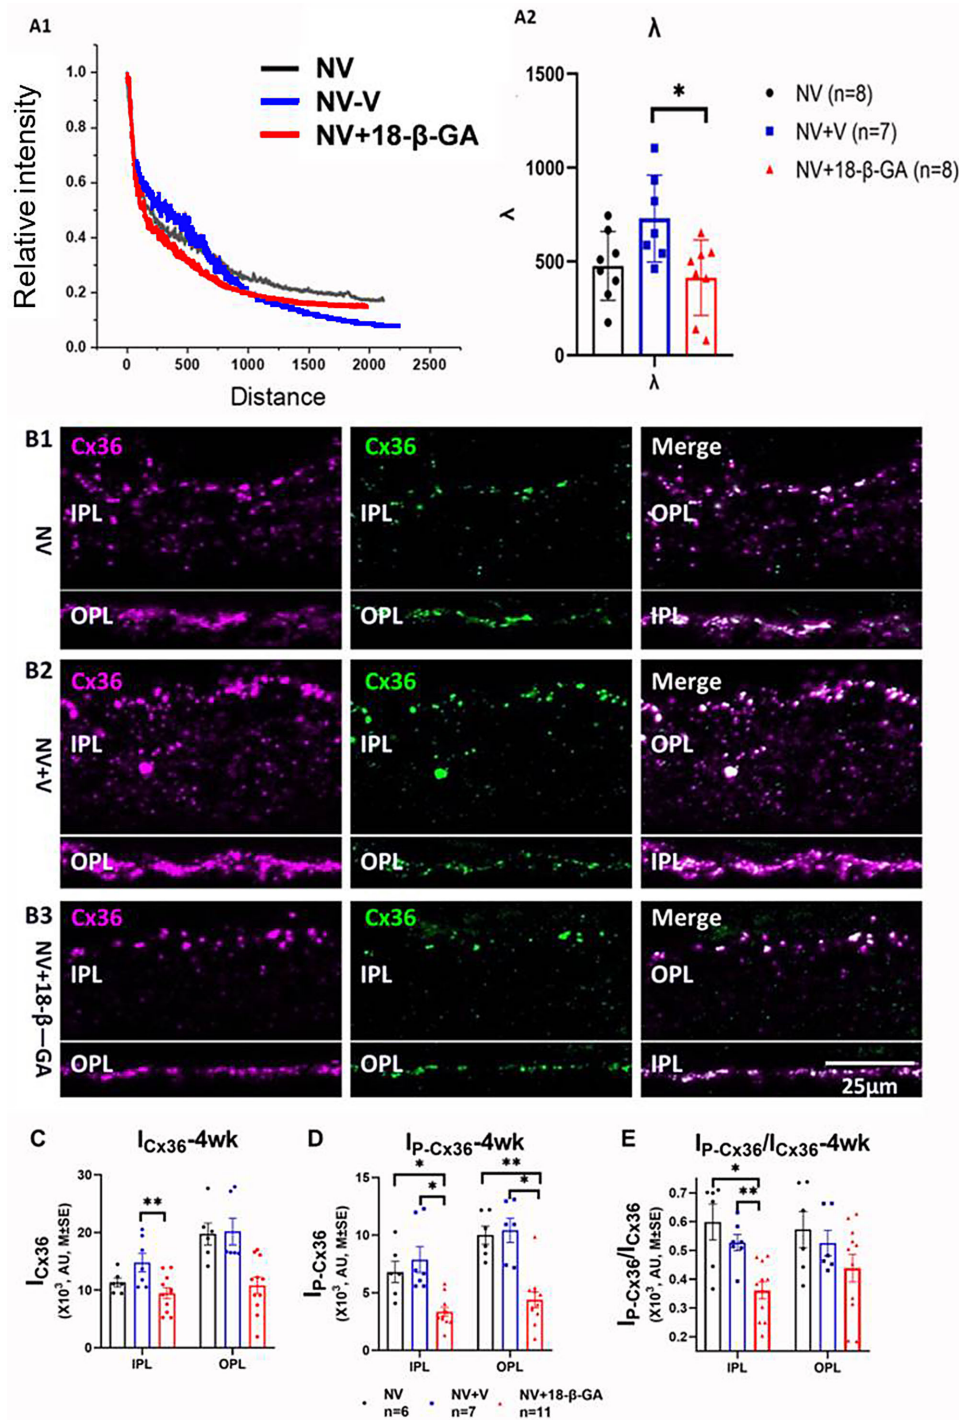 A1
Relative intensity
1.0
0.8
0.6
0.4
0.2
0.0
0
500
1000
1500
2000
2500
Distance
NV
NV-V
NV+18-β-GA
A2
λ
1500
1000
500
0
λ
λ
*
NV (n=8)
NV+V (n=7)
NV+18-β-GA (n=8)
B1
NV
Cx36
IPL
OPL
Cx36
IPL
OPL
Merge
OPL
IPL
B2
NV+V
Cx36
IPL
OPL
Cx36
IPL
OPL
Merge
OPL
IPL
B3
NV+18-β—GA
Cx36
IPL
OPL
Cx36
IPL
OPL
Merge
OPL
IPL
25μm
C
ICx36-4wk
ICx36
(X10³, AU, M±SE)
30
20
10
0
**
IPL
OPL
D
IP-Cx36-4wk
IP-Cx36
(X10³, AU, M±SE)
15
10
5
0
*
*
**
*
IPL
OPL
E
IP-Cx36/ICx36-4wk
IP-Cx36/ICx36
(X10³, AU, M±SE)
0.7
0.6
0.5
0.4
0.3
0.2
*
**
IPL
OPL
NV
n=6
NV+V
n=7
NV+18-β-GA
n=11